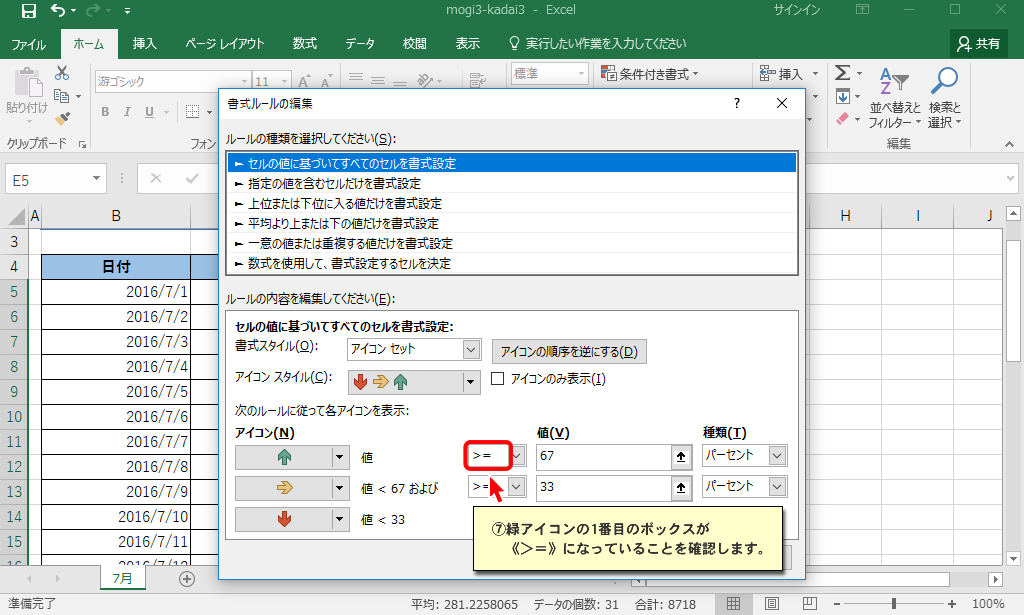 mogi3-kadai3 - Excel
サインイン
ファイル ホーム 挿入 ページ レイアウト 数式 データ 校閲 表示 実行したい作業を入力してください 共有
貼り付け
クリップボード
游ゴシック 11
B I U
フォン
標準
条件付き書式
挿入
並べ替えと
フィルター
検索と
選択
編集
E5
書式ルールの編集 ?
ルールの種類を選択してください(S):
► セルの値に基づいてすべてのセルを書式設定
► 指定の値を含むセルだけを書式設定
► 上位または下位に入る値だけを書式設定
► 平均より上または下の値だけを書式設定
► 一意の値または重複する値だけを書式設定
► 数式を使用して、書式設定するセルを決定
ルールの内容を編集してください(E):
セルの値に基づいてすべてのセルを書式設定:
書式スタイル(O): アイコン セット アイコンの順序を逆にする(D)
アイコン スタイル(C): アイコンのみ表示(I)
次のルールに従って各アイコンを表示:
アイコン(N) 値(V) 種類(T)
値 >= 67 パーセント
値 < 67 および >= 33 パーセント
値 < 33
⑦緑アイコンの1番目のボックスが
《>=》になっていることを確認します。
A B H I J
3
4 日付
5 2016/7/1
6 2016/7/2
7 2016/7/3
8 2016/7/4
9 2016/7/5
10 2016/7/6
11 2016/7/7
12 2016/7/8
13 2016/7/9
14 2016/7/10
15 2016/7/11
16 2016/7/12
7月
準備完了 平均: 281.2258065 データの個数: 31 合計: 8718 100%